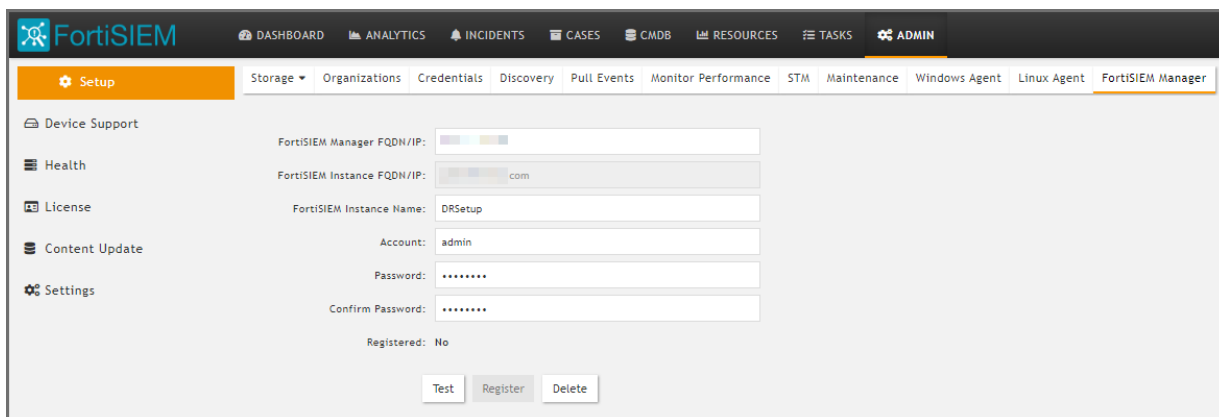 FortiSIEM DASHBOARD ANALYTICS INCIDENTS CASES CMDB RESOURCES TASKS ADMIN
Setup Storage Organizations Credentials Discovery Pull Events Monitor Performance STM Maintenance Windows Agent Linux Agent FortiSIEM Manager
Device Support
Health
License
Content Update
Settings
FortiSIEM Manager FQDN/IP:
FortiSIEM Instance FQDN/IP: com
FortiSIEM Instance Name: DRSetup
Account: admin
Password: ••••••••
Confirm Password: ••••••••
Registered: No
Test Register Delete